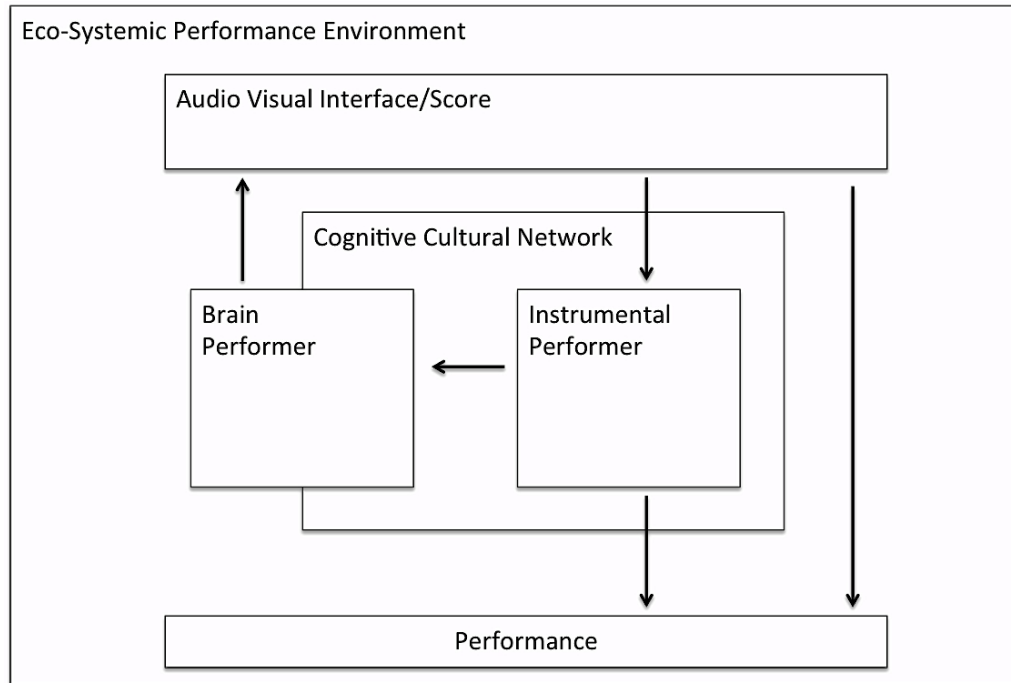 Eco-Systemic Performance Environment
Audio Visual Interface/Score
Cognitive Cultural Network
Brain
Performer
Instrumental
Performer
Performance